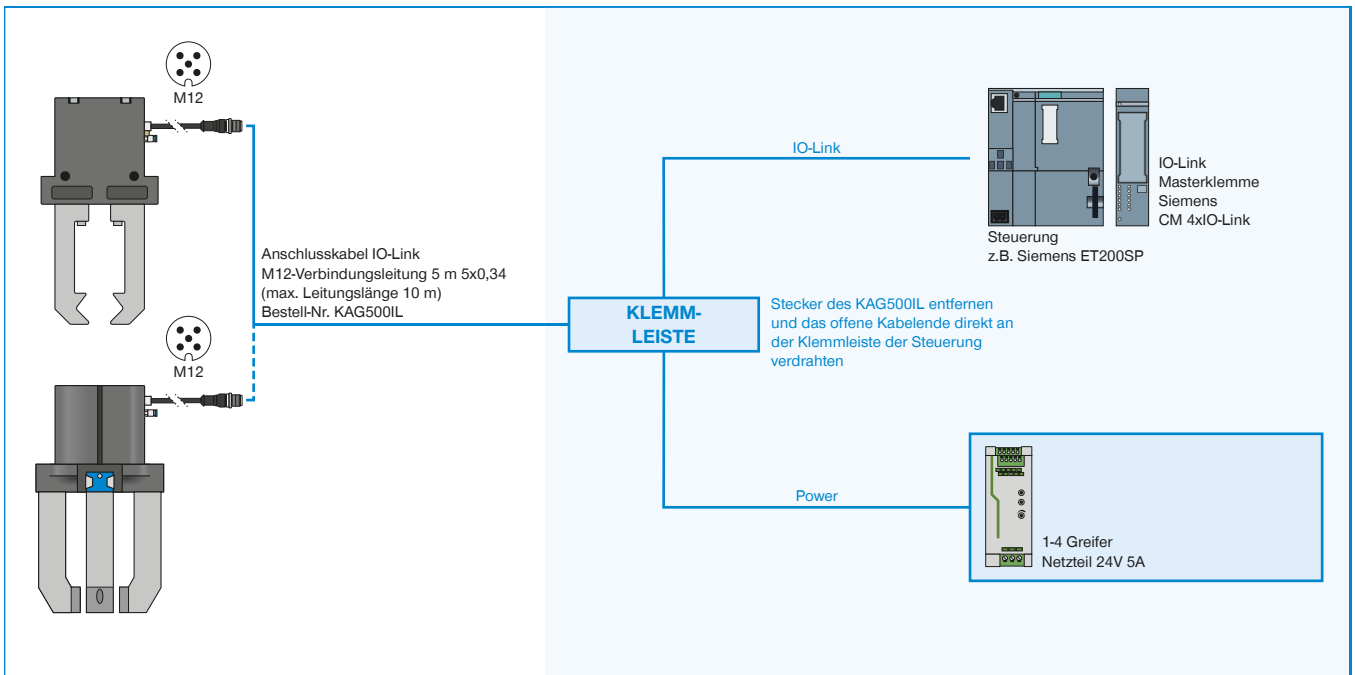 M12
Anschlusskabel IO-Link
M12-Verbindungsleitung 5 m 5x0,34
(max. Leitungslänge 10 m)
Bestell-Nr. KAG500IL
M12
KLEMM-
LEISTE
Stecker des KAG500IL entfernen
und das offene Kabelende direkt an
der Klemmleiste der Steuerung
verdrahten
IO-Link
Steuerung
z.B. Siemens ET200SP
IO-Link
Masterklemme
Siemens
CM 4xIO-Link
Power
1-4 Greifer
Netzteil 24V 5A